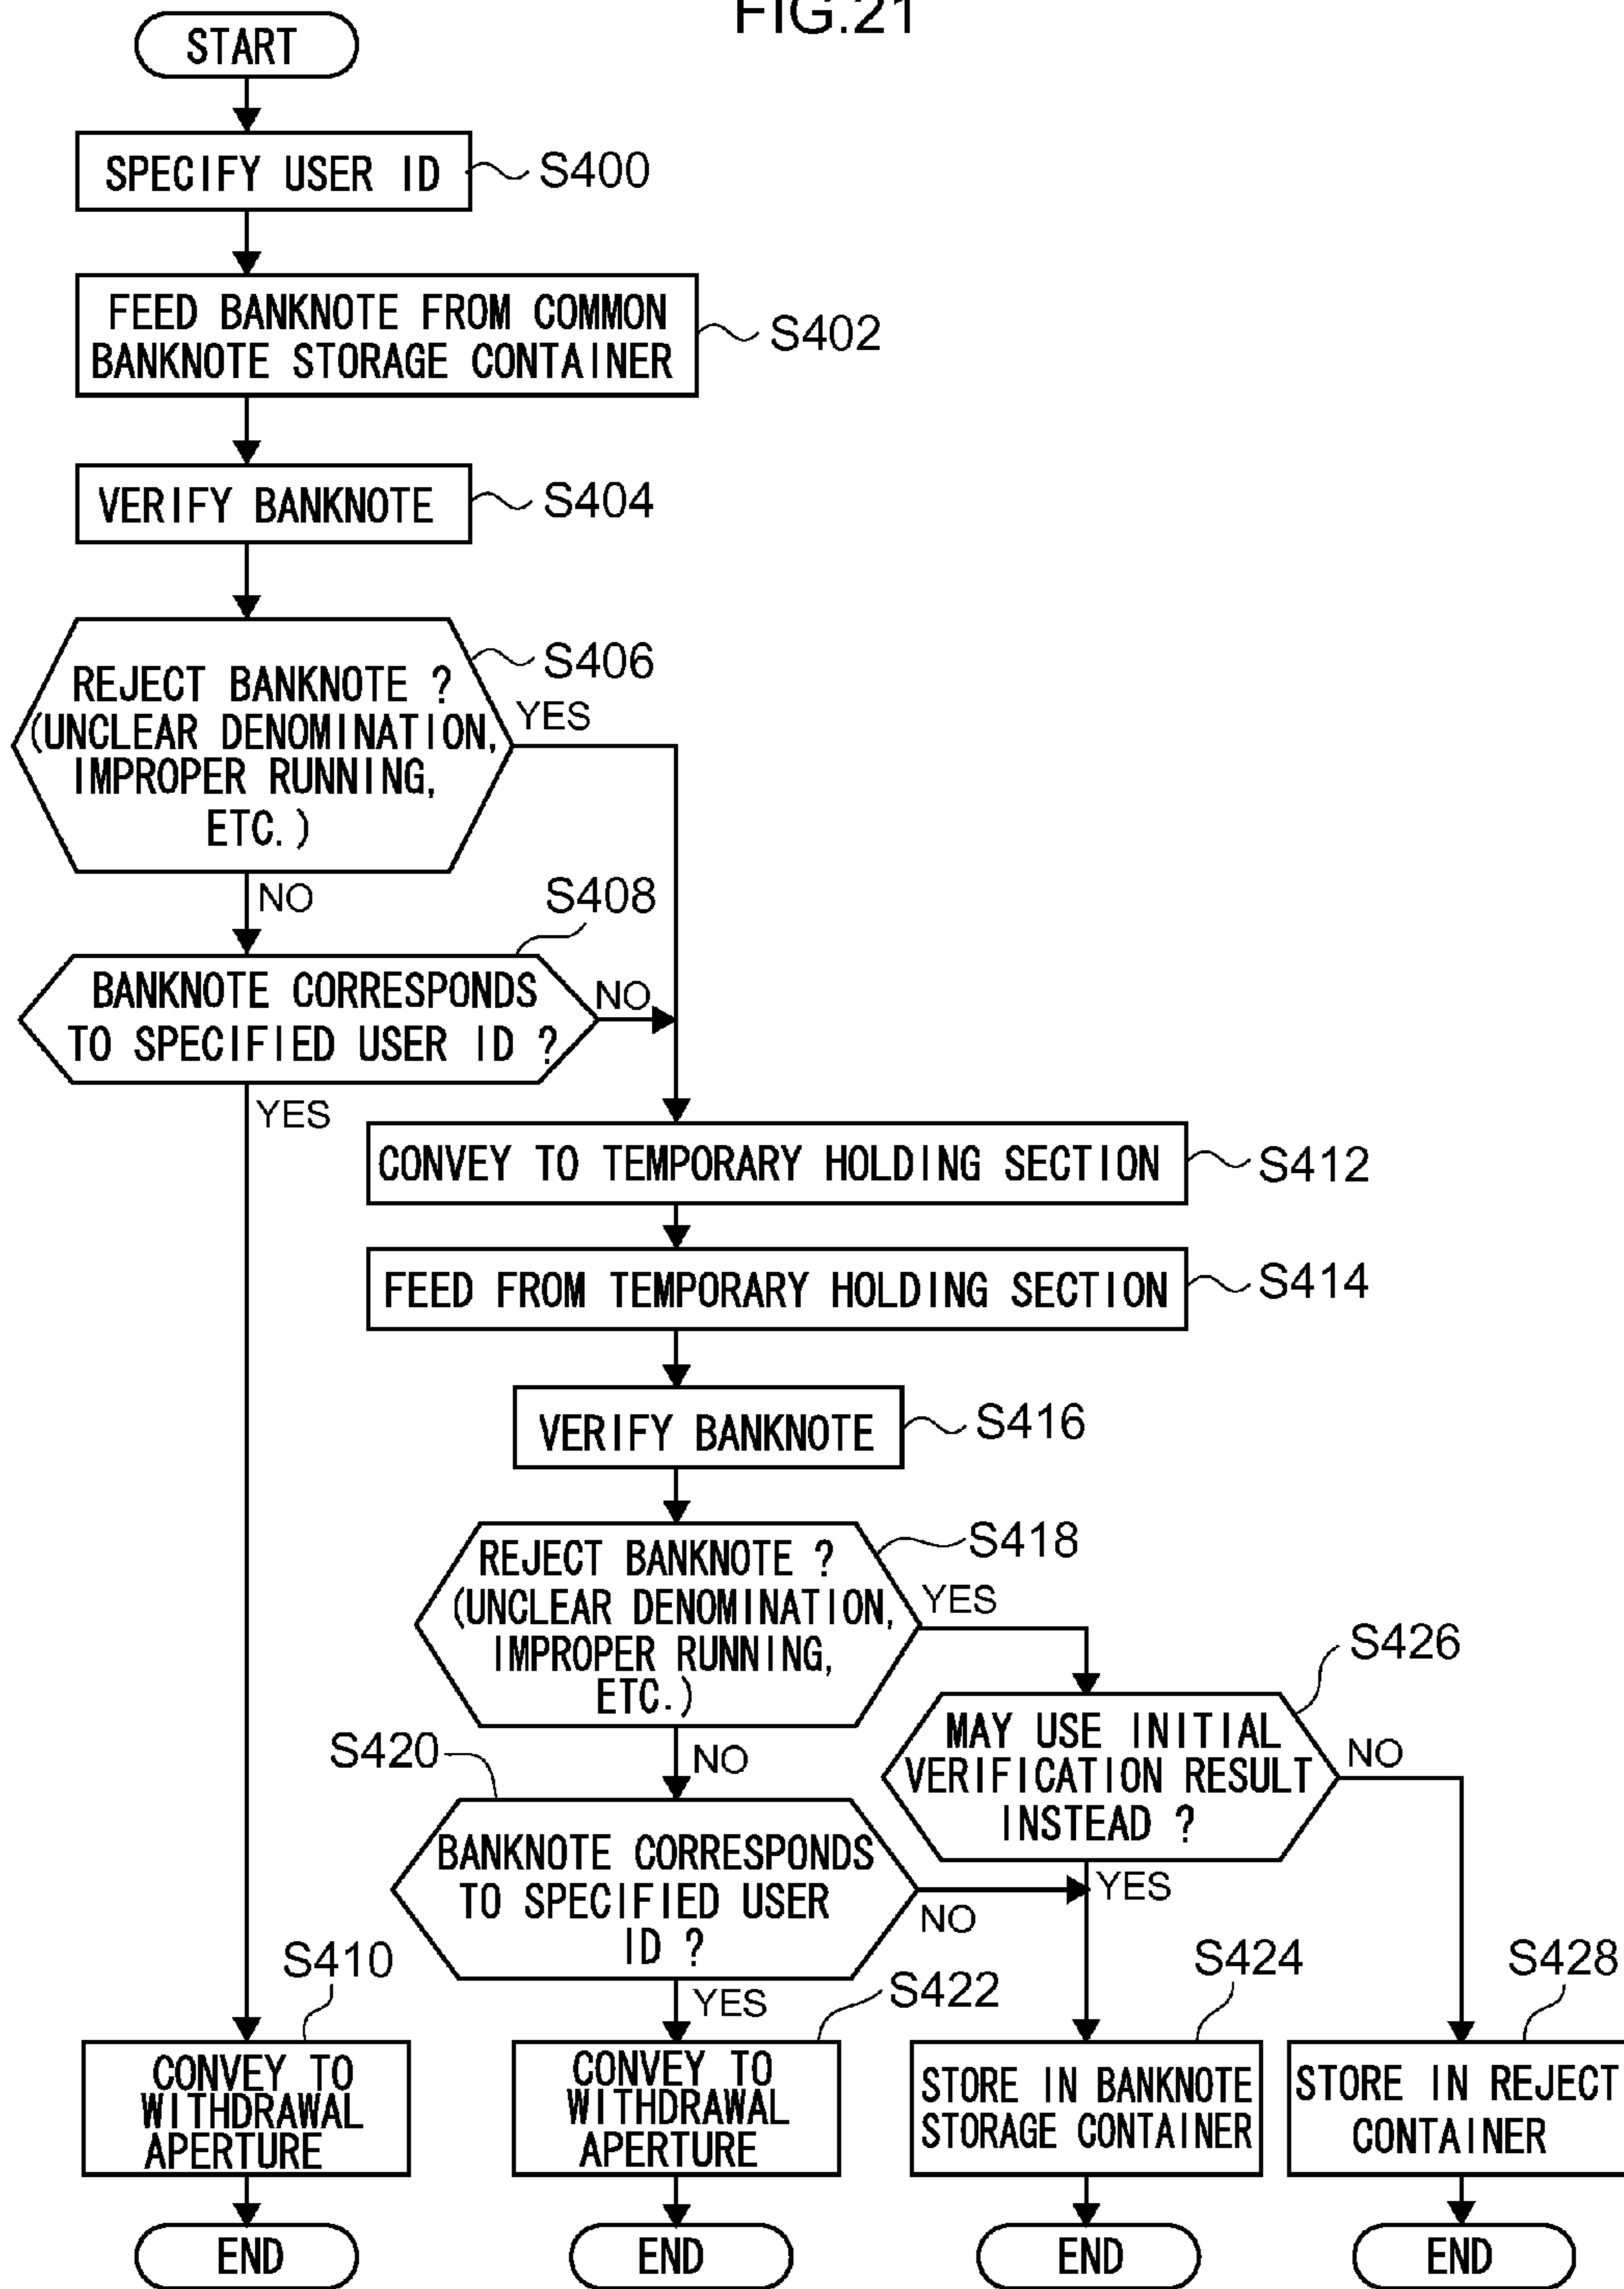 FIG.21
START
SPECIFY USER ID
S400
FEED BANKNOTE FROM COMMON
BANKNOTE STORAGE CONTAINER
S402
VERIFY BANKNOTE
S404
REJECT BANKNOTE ?
(UNCLEAR DENOMINATION,
IMPROPER RUNNING,
ETC.)
S406
YES
NO
S408
BANKNOTE CORRESPONDS
TO SPECIFIED USER ID ?
NO
YES
CONVEY TO TEMPORARY HOLDING SECTION
S412
FEED FROM TEMPORARY HOLDING SECTION
S414
VERIFY BANKNOTE
S416
REJECT BANKNOTE ?
(UNCLEAR DENOMINATION,
IMPROPER RUNNING,
ETC.)
S418
YES
NO
S426
MAY USE INITIAL
VERIFICATION RESULT
INSTEAD ?
NO
YES
S420
BANKNOTE CORRESPONDS
TO SPECIFIED USER
ID ?
NO
YES
S410
CONVEY TO
WITHDRAWAL
APERTURE
S422
CONVEY TO
WITHDRAWAL
APERTURE
S424
STORE IN BANKNOTE
STORAGE CONTAINER
S428
STORE IN REJECT
CONTAINER
END
END
END
END